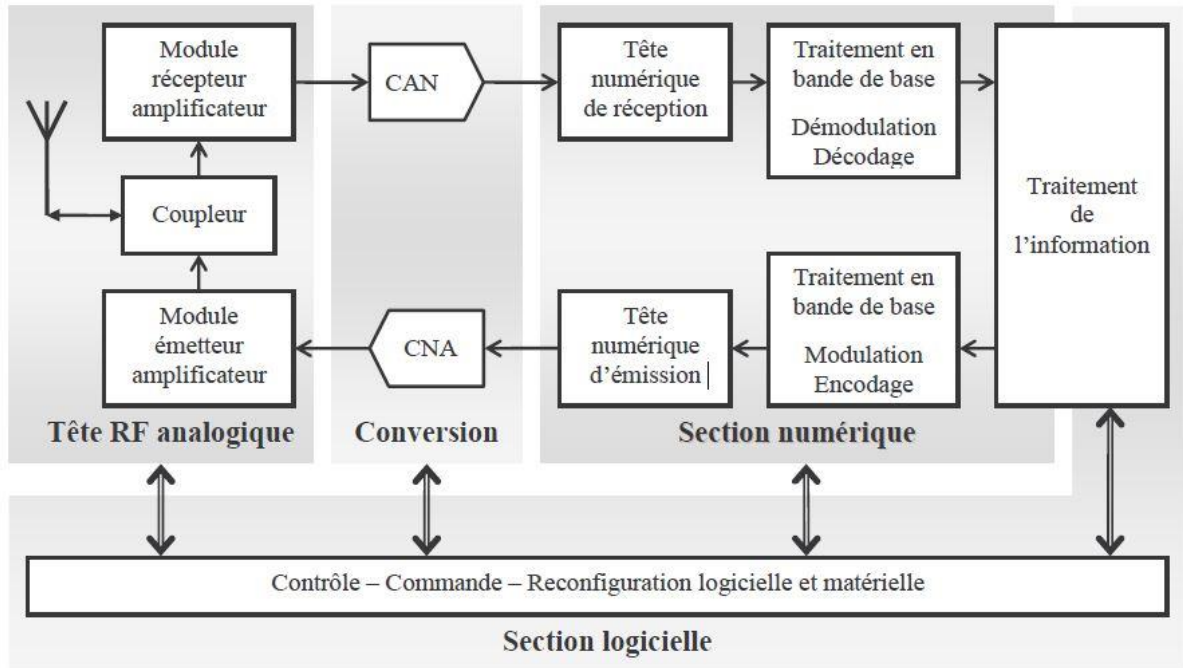 Module
récepteur
amplificateur
CAN
Tête
numérique
de réception
Traitement en
bande de base
Démodulation
Décodage
Coupleur
Traitement
de
l'information
Module
émetteur
amplificateur
CNA
Tête
numérique
d'émission
Traitement en
bande de base
Modulation
Encodage
Tête RF analogique
Conversion
Section numérique
Contrôle – Commande – Reconfiguration logicielle et matérielle
Section logicielle